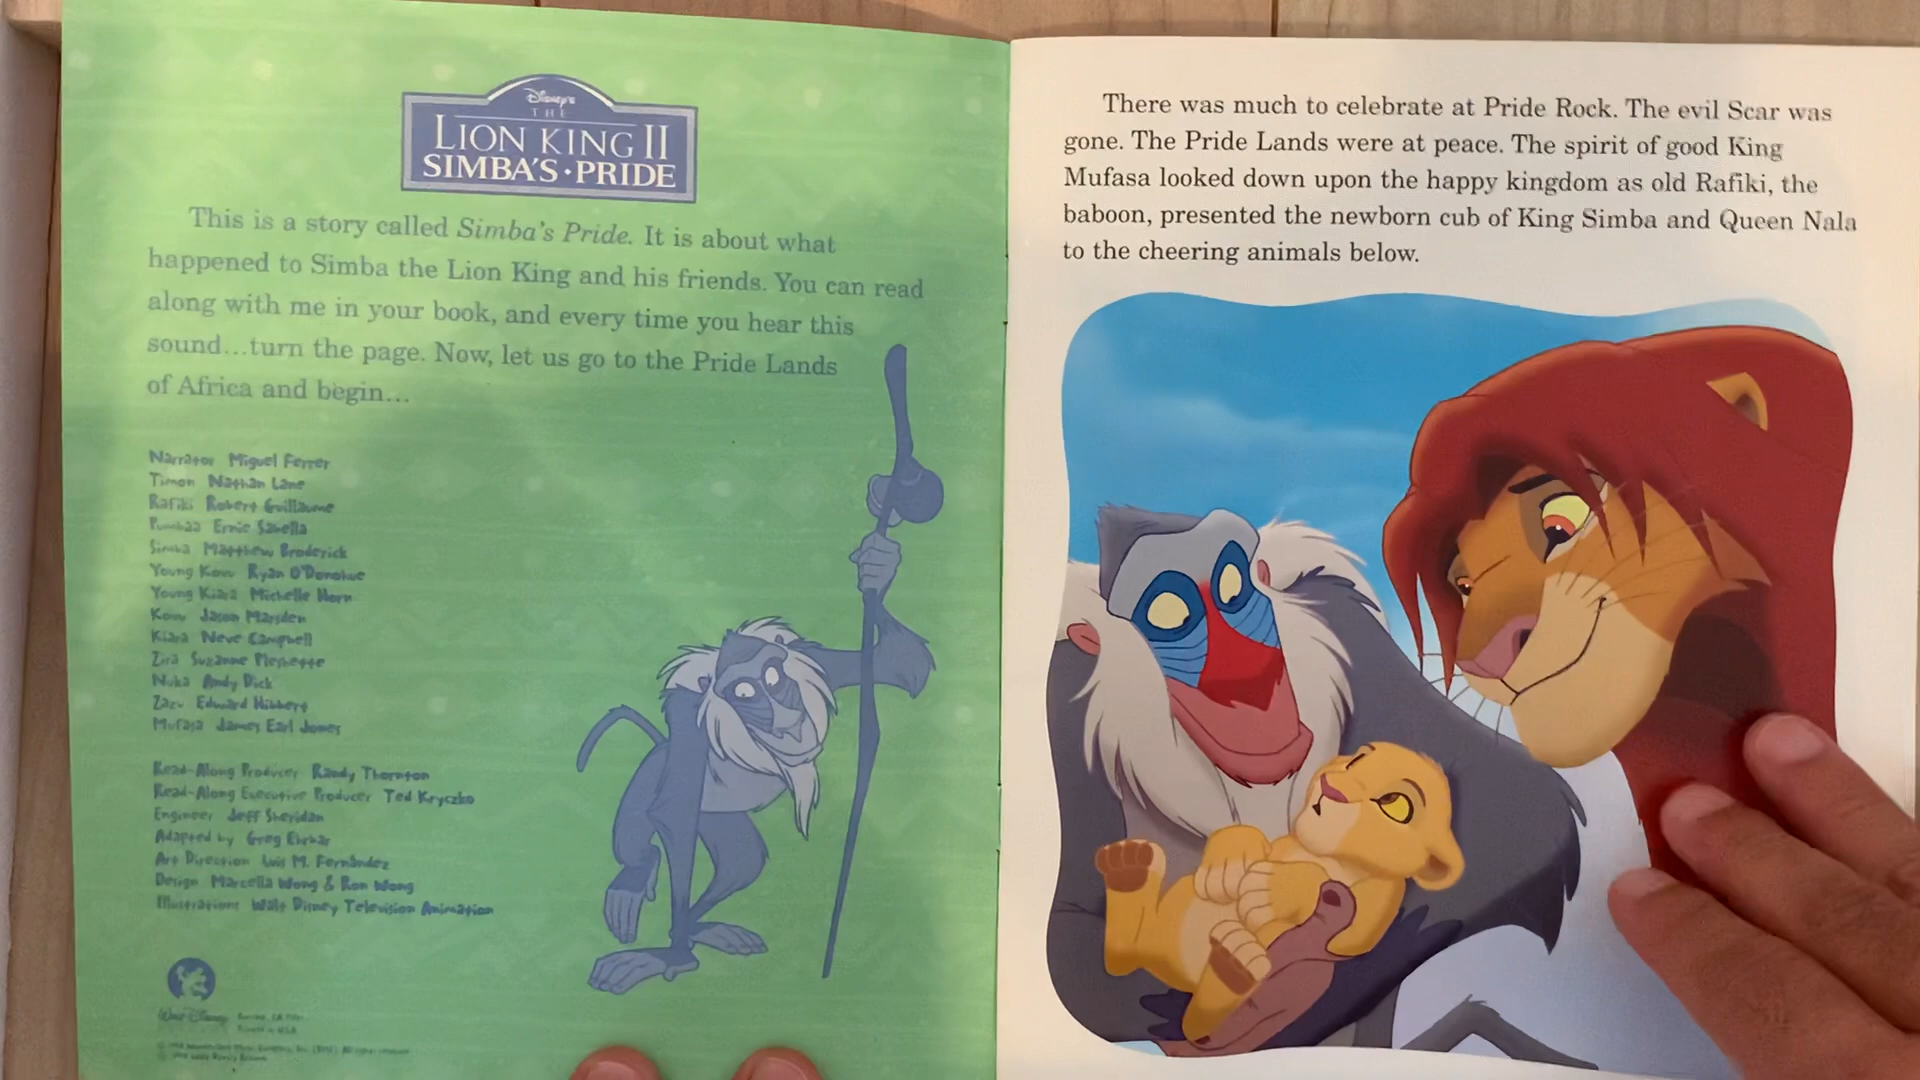 Disney's
THE
LION KING II
SIMBA'S·PRIDE
This is a story called Simba's Pride. It is about what
happened to Simba the Lion King and his friends. You can read
along with me in your book, and every time you hear this
sound...turn the page. Now, let us go to the Pride Lands
of Africa and begin...
Narrator Miguel Ferrer
Timon Nathan Lane
Rafiki Robert Guillaume
Pumbaa Ernie Sabella
Simba Matthew Broderick
Young Kovu Ryan O'Donohue
Young Kiara Michelle Horn
Kovu Jason Marsden
Kiara Neve Campbell
Zira Suzanne Pleshette
Nuka Andy Dick
Zazu Edward Hibbert
Mufasa James Earl Jones
Read-Along Producer Randy Thornton
Read-Along Executive Producer Ted Kryczko
Engineer Jeff Sheridan
Adapted by Greg Ehrbar
Art Direction Luis M. Fernández
Design Marcella Wong & Ron Wong
Illustrations Walt Disney Television Animation
Walt Disney
There was much to celebrate at Pride Rock. The evil Scar was
gone. The Pride Lands were at peace. The spirit of good King
Mufasa looked down upon the happy kingdom as old Rafiki, the
baboon, presented the newborn cub of King Simba and Queen Nala
to the cheering animals below.